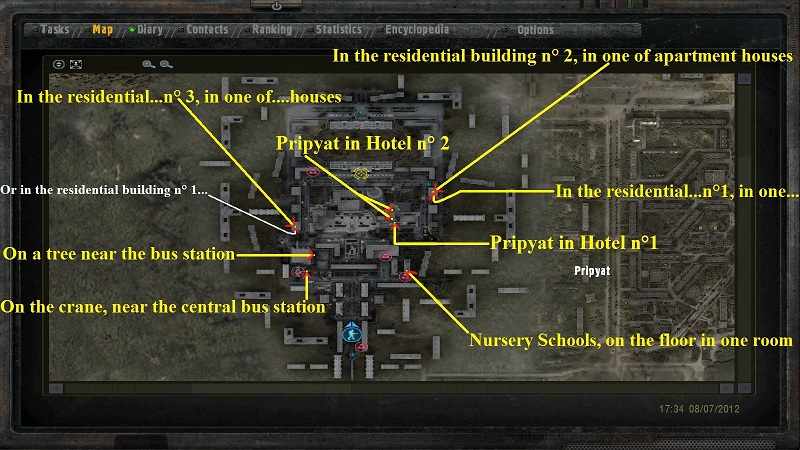 Tasks Map Diary Contacts Ranking Statistics Encyclopedia Options
In the residential building n° 2, in one of apartment houses
In the residential...n° 3, in one of....houses
Pripyat in Hotel n° 2
Or in the residential building n° 1...
In the residential...n°1, in one...
Pripyat in Hotel n°1
On a tree near the bus station
Pripyat
On the crane, near the central bus station
Nursery Schools, on the floor in one room
17:34 08/07/2012